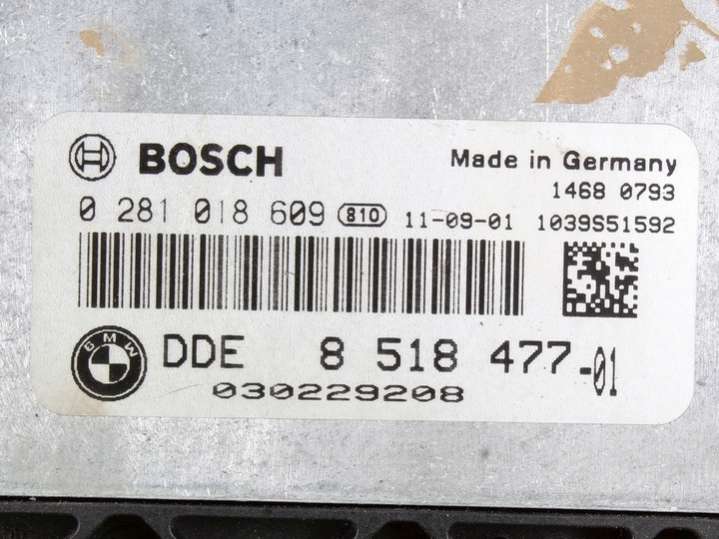 BOSCH Made in Germany
1468 0793
0 281 018 609 810 11-09-01 1039S51592
BMW DDE 8 518 477-01
030229208